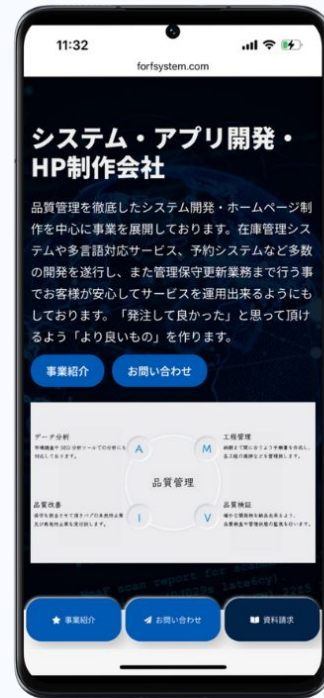 11:32
forfsystem.com
システム・アプリ開発・
HP制作会社
品質管理を徹底したシステム開発・ホームページ制
作を中心に事業を展開しております。在庫管理シス
テムや多言語対応サービス、予約システムなど多数
の開発を遂行し、また管理保守更新業務まで行う事
でお客様が安心してサービスを運用出来るようにも
しております。「発注して良かった」と思って頂け
るよう「より良いもの」を作ります。
事業紹介 お問い合わせ
データ分析
A
M
工程管理
品質管理
品質改善
I
V
品質検証
事業紹介 お問い合わせ 資料請求